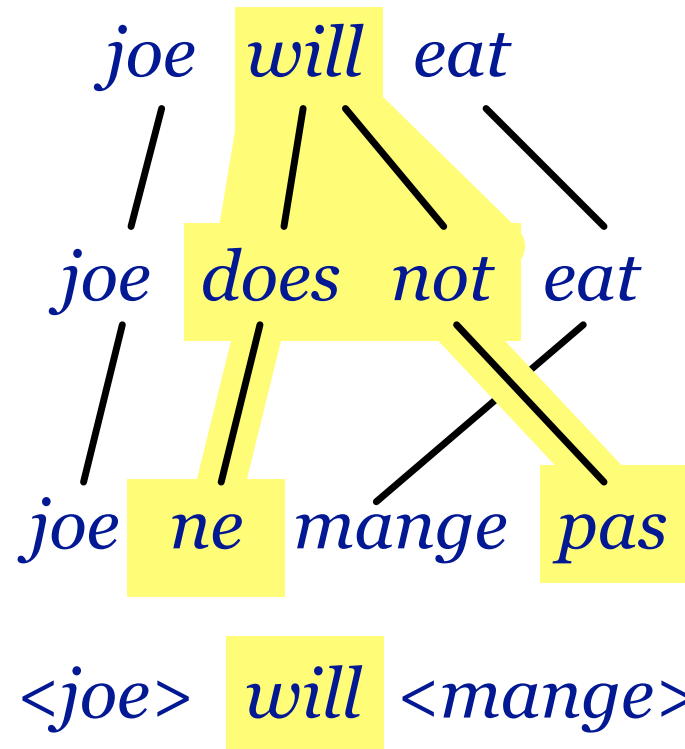 joe will eat
joe does not eat
joe ne mange pas
<joe> will <mange>